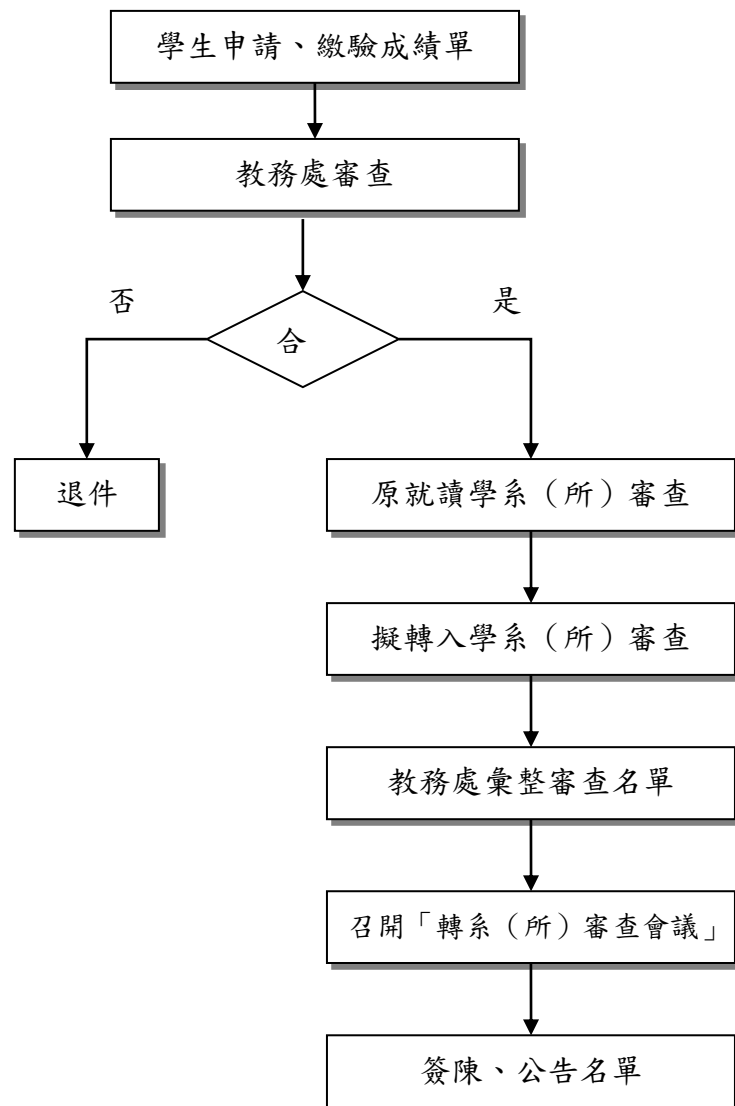 學生申請、繳驗成績單
教務處審查
否
是
合
退件
原就讀學系（所）審查
擬轉入學系（所）審查
教務處彙整審查名單
召開「轉系（所）審查會議」
簽陳、公告名單